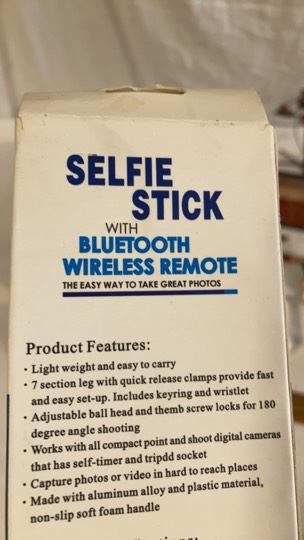 SELFIE
STICK
WITH
BLUETOOTH
WIRELESS REMOTE
THE EASY WAY TO TAKE GREAT PHOTOS
Product Features:
· Light weight and easy to carry
· 7 section leg with quick release clamps provide fast
and easy set-up. Includes keyring and wristlet
· Adjustable ball head and themb screw locks for 180
degree angle shooting
· Works with all compact point and shoot digital cameras
that has self-timer and tripdd socket
· Capture photos or video in hard to reach places
· Made with aluminum alloy and plastic material,
non-slip soft foam handle